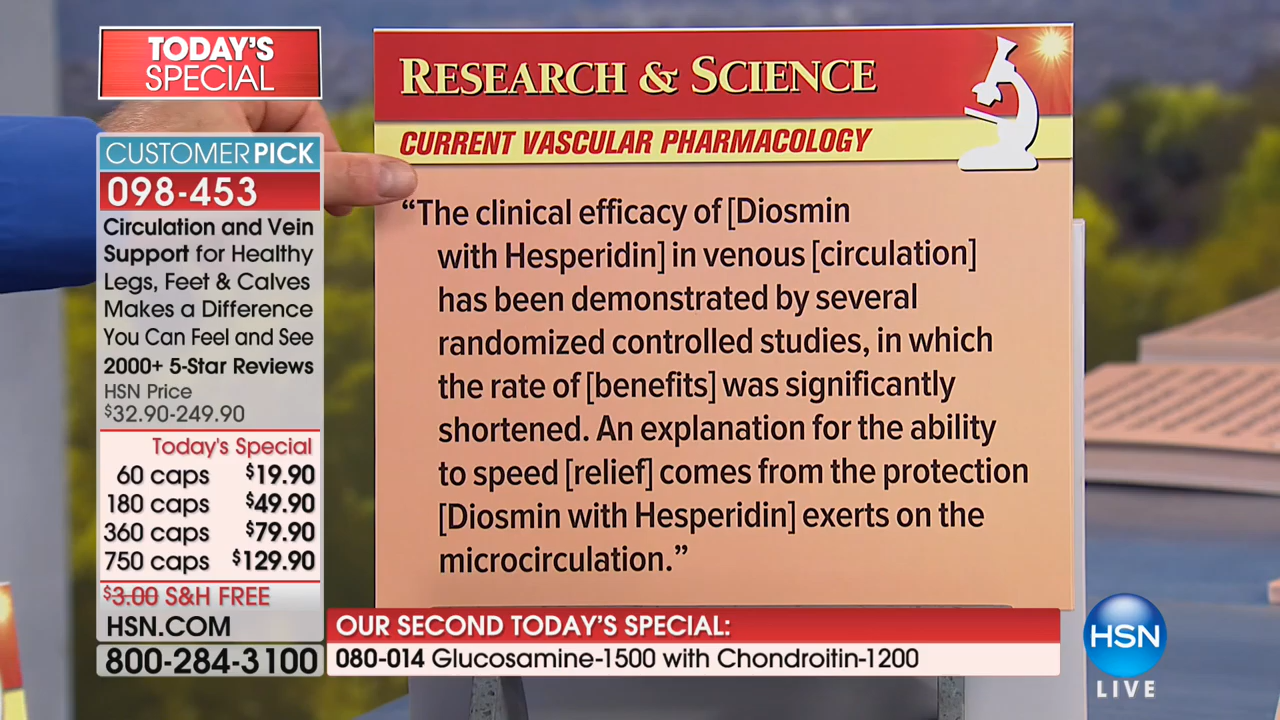 TODAY'S
SPECIAL
CUSTOMER PICK
098-453
Circulation and Vein
Support for Healthy
Legs, Feet & Calves
Makes a Difference
You Can Feel and See
2000+ 5-Star Reviews
HSN Price
$32.90-249.90
Today's Special
60 caps $19.90
180 caps $49.90
360 caps $79.90
750 caps $129.90
$3.00 S&H FREE
HSN.COM
800-284-3100
RESEARCH & SCIENCE
CURRENT VASCULAR PHARMACOLOGY
“The clinical efficacy of [Diosmin
with Hesperidin] in venous [circulation]
has been demonstrated by several
randomized controlled studies, in which
the rate of [benefits] was significantly
shortened. An explanation for the ability
to speed [relief] comes from the protection
[Diosmin with Hesperidin] exerts on the
microcirculation.”
OUR SECOND TODAY'S SPECIAL:
080-014 Glucosamine-1500 with Chondroitin-1200
HSN
LIVE